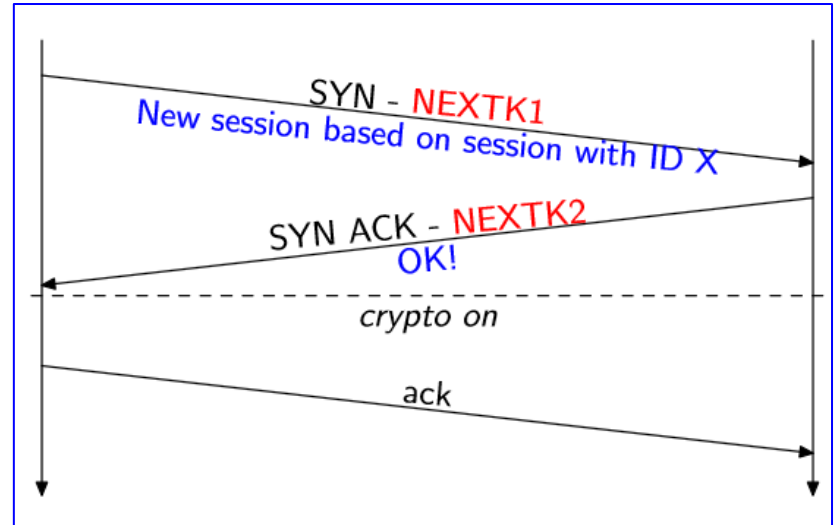 SYN - NEXTK1
New session based on session with ID X
SYN ACK - NEXTK2
OK!
crypto on
ack